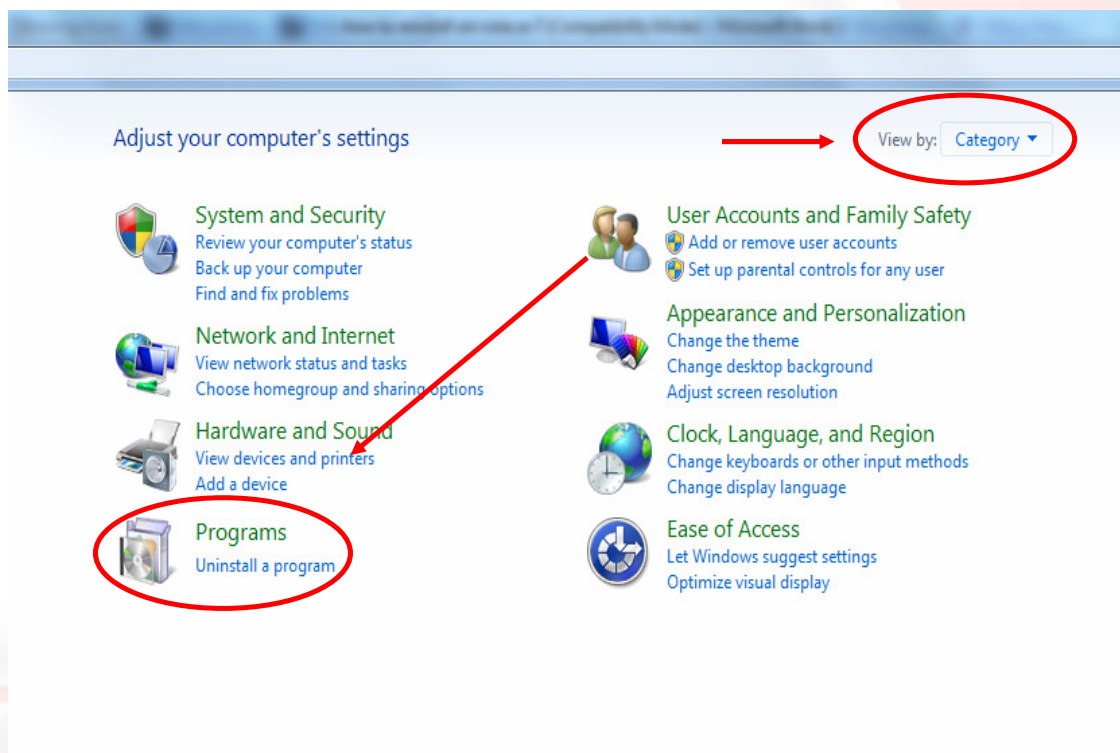 Adjust your computer's settings
View by: Category
System and Security
Review your computer's status
Back up your computer
Find and fix problems
Network and Internet
View network status and tasks
Choose homegroup and sharing options
Hardware and Sound
View devices and printers
Add a device
Programs
Uninstall a program
User Accounts and Family Safety
Add or remove user accounts
Set up parental controls for any user
Appearance and Personalization
Change the theme
Change desktop background
Adjust screen resolution
Clock, Language, and Region
Change keyboards or other input methods
Change display language
Ease of Access
Let Windows suggest settings
Optimize visual display